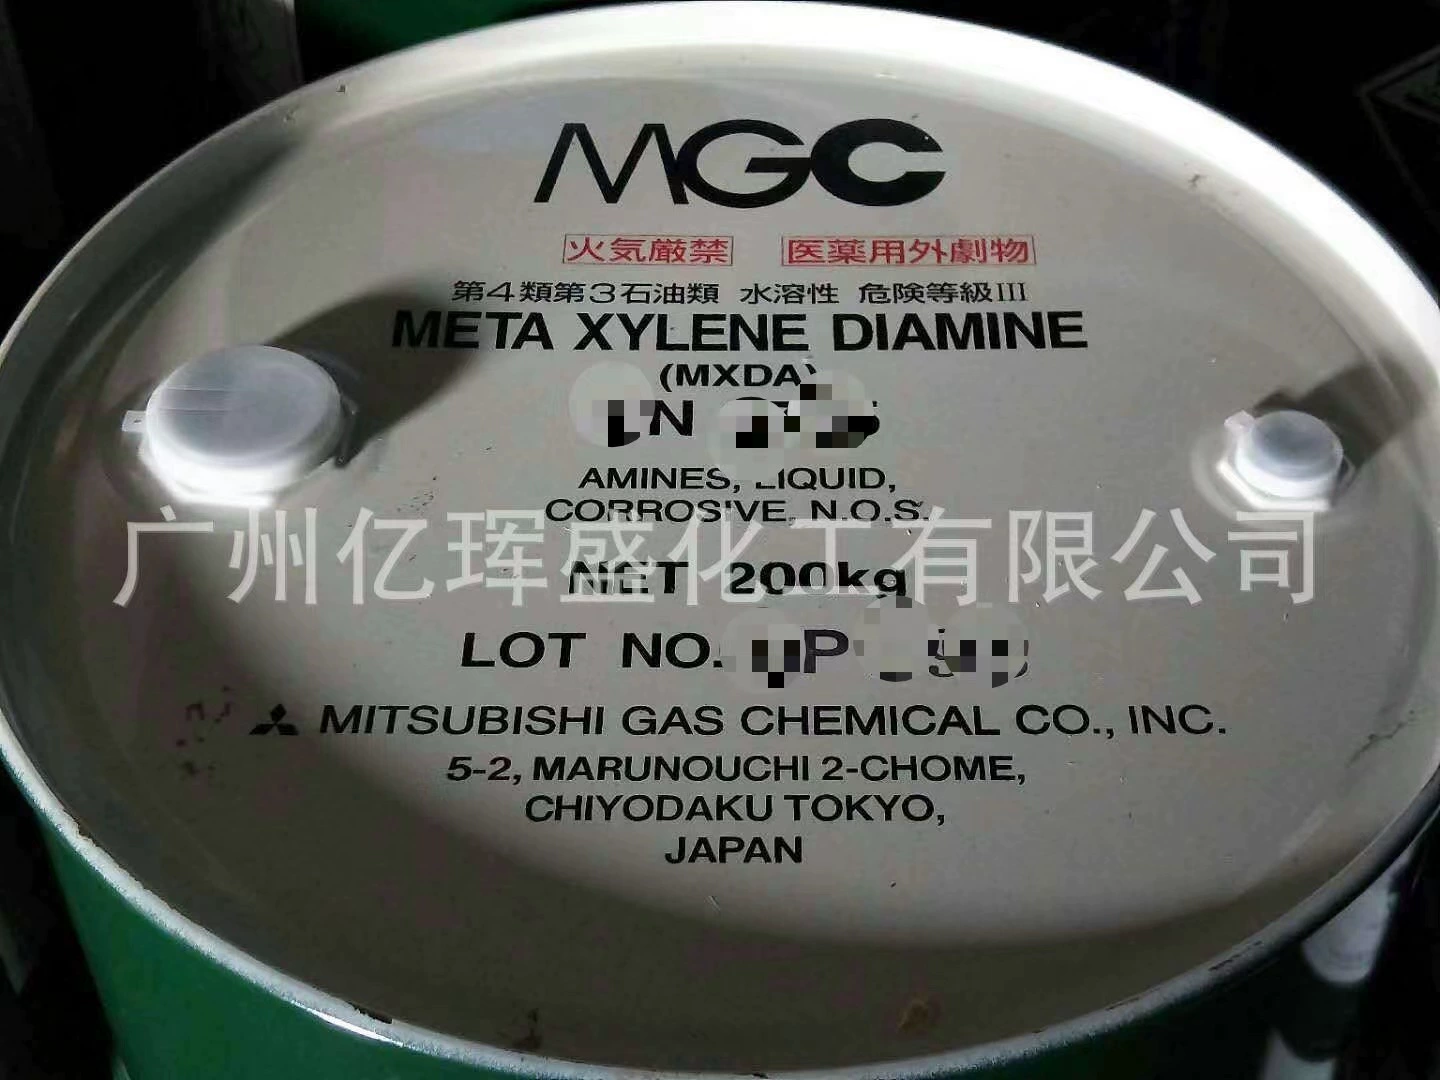 MGC
火気厳禁 医薬用外劇物
第4類第3石油類 水溶性 危険等級III
META XYLENE DIAMINE
(MXDA)
AMINES, LIQUID,
CORROSIVE, N.O.S.
广州亿珲盛化工有限公司
NET 200kg
LOT NO.
MITSUBISHI GAS CHEMICAL CO., INC.
5-2, MARUNOUCHI 2-CHOME,
CHIYODAKU TOKYO,
JAPAN